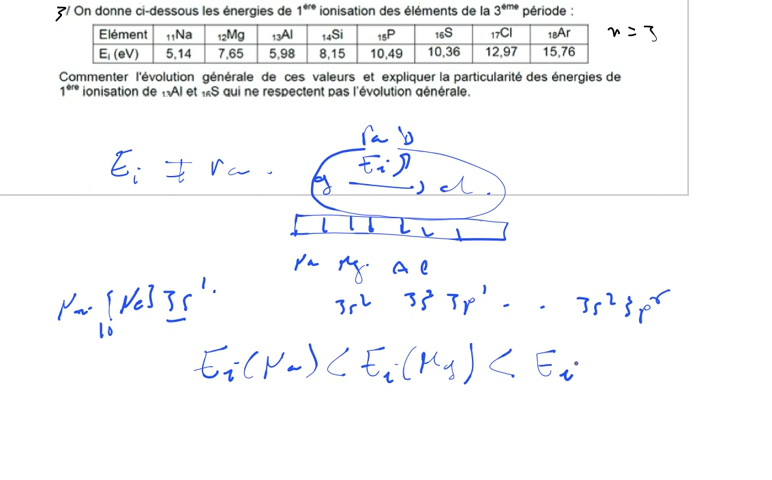 3/ On donne ci-dessous les énergies de 1ère ionisation des éléments de la 3ème période :
n = 3
Elément 11Na 12Mg 13Al 14Si 15P 16S 17Cl 18Ar
Ei (eV) 5,14 7,65 5,98 8,15 10,49 10,36 12,97 15,76
Commenter l'évolution générale de ces valeurs et expliquer la particularité des énergies de
1ère ionisation de 13Al et 16S qui ne respectent pas l'évolution générale.
ra
Ei ra .
g Ei d .
Na Mg. Al
Na [Ne] 3s1. 3s2 3s2 3p1 . . 3s2 3p6
10
Ei(Na) < Ei(Mg) < Ei